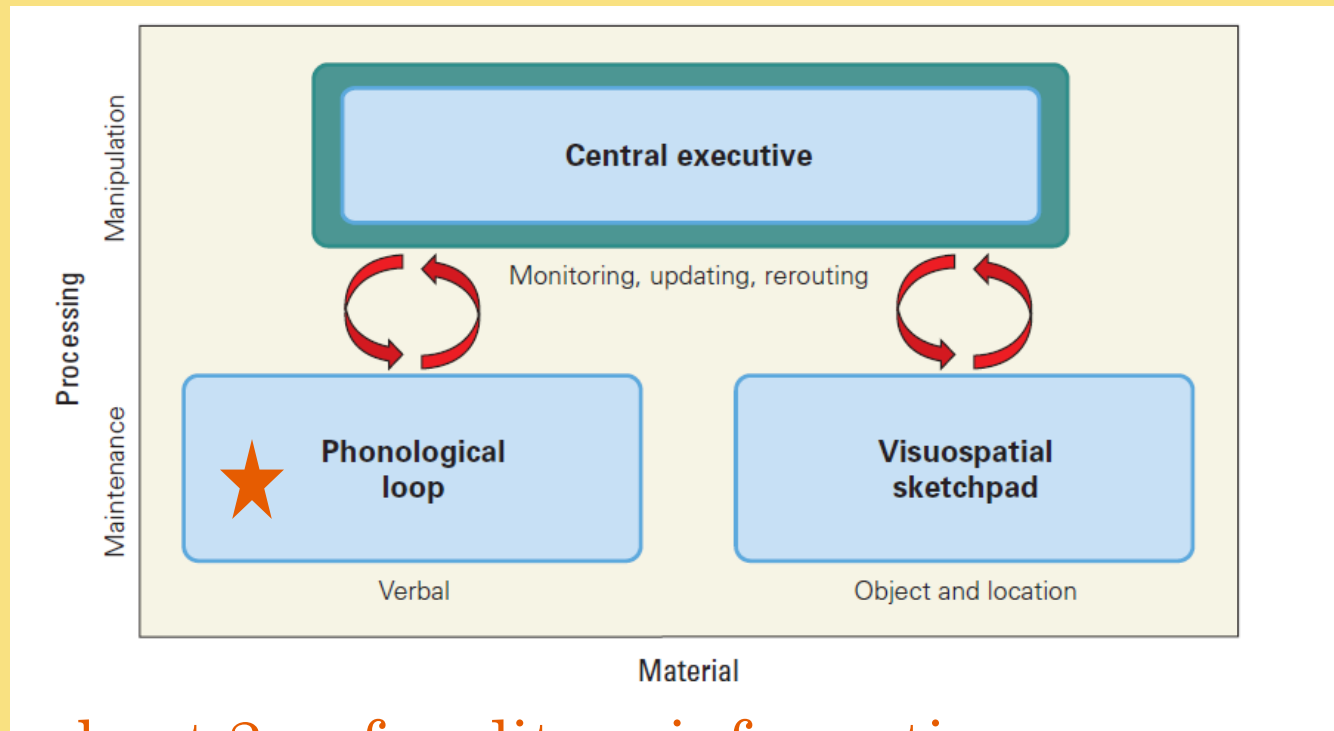 Manipulation
Central executive
Monitoring, updating, rerouting
Processing
Maintenance
Phonological
loop
Visuospatial
sketchpad
Verbal
Object and location
Material